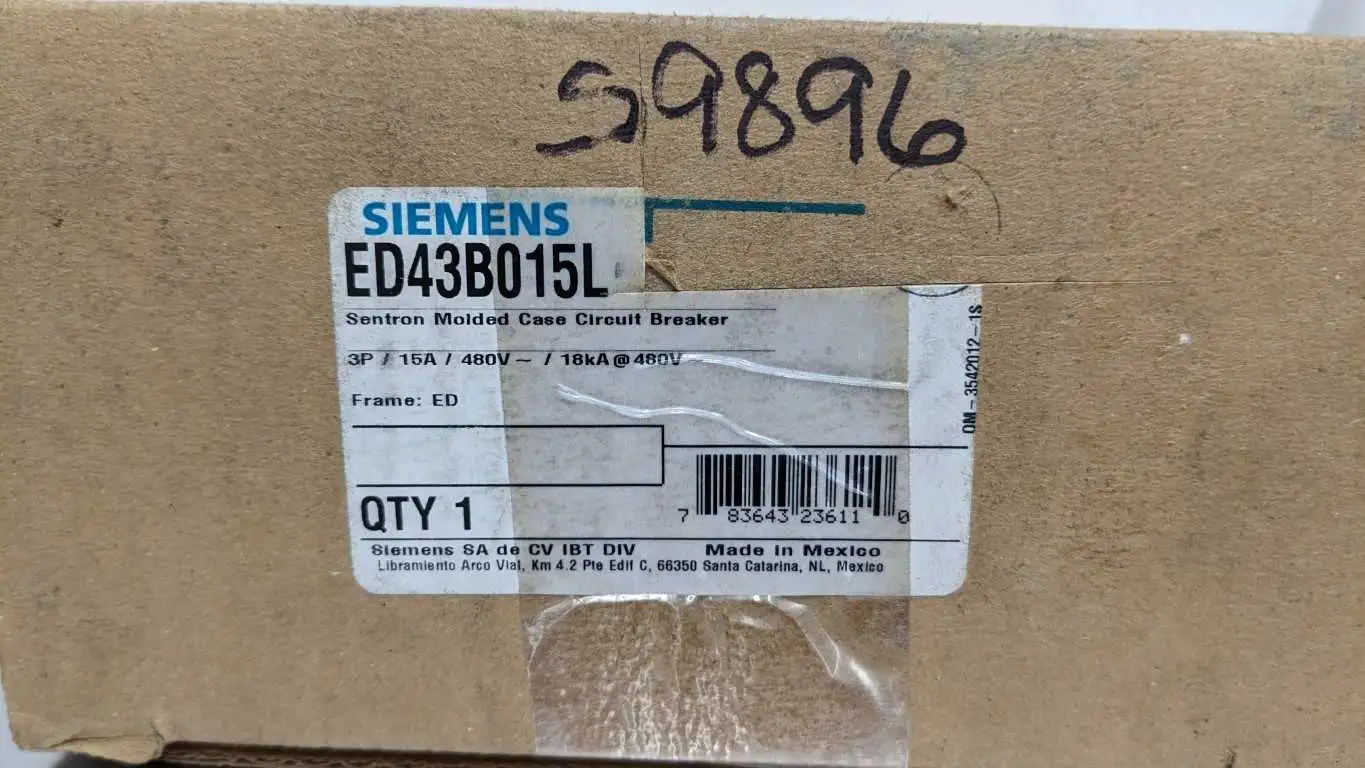 59896
SIEMENS
ED43B015L
Sentron Molded Case Circuit Breaker
3P / 15A / 480V ~ / 18kA @ 480V ~
Frame: ED
OM-3542012-1S
QTY 1
7 83643 23611 0
Siemens SA de CV IBT DIV Made in Mexico
Libramiento Arco Vial, Km 4.2 Pte Edif C, 66350 Santa Catarina, NL, Mexico